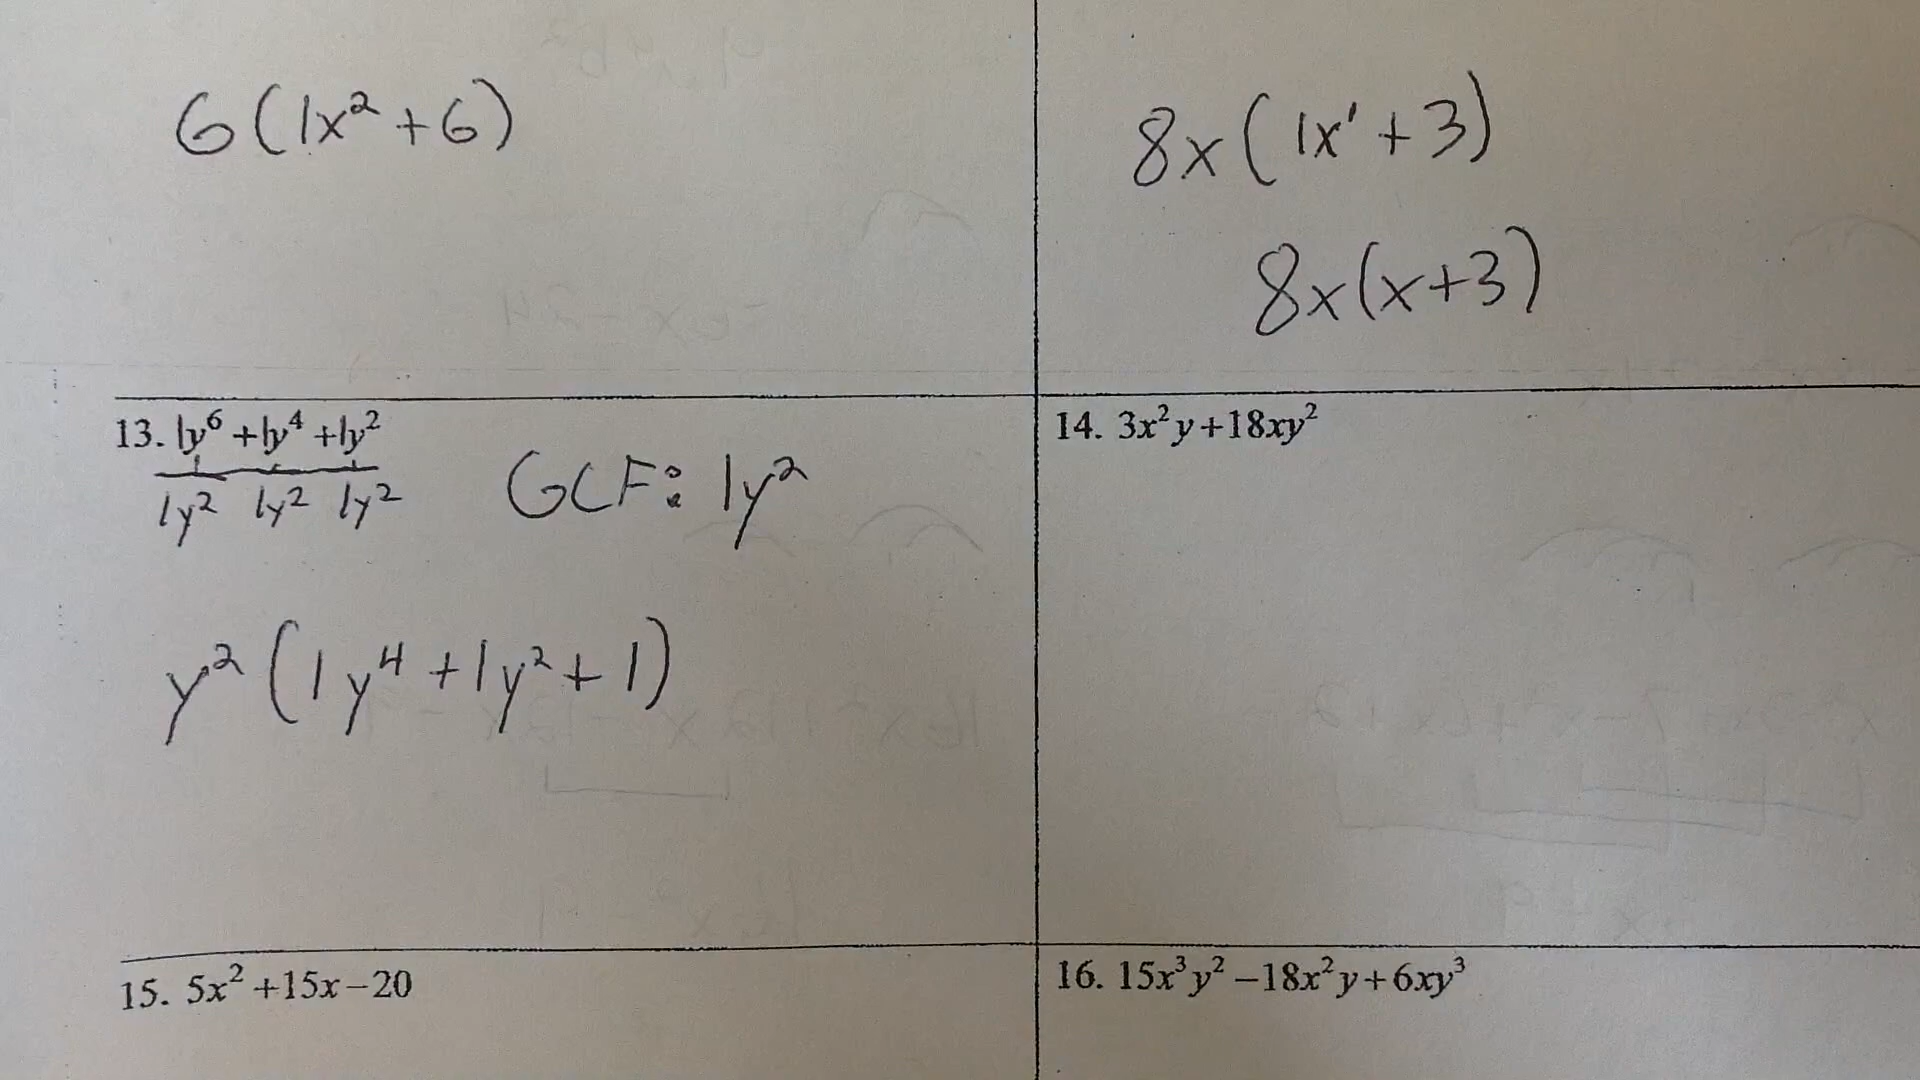 6(1x² + 6)
8x(1x¹ + 3)
8x(x+3)
13. 1y⁶ + 1y⁴ + 1y²
1y² 1y² 1y²
GCF: 1y²
y²(1y⁴ + 1y² + 1)
14. 3x²y + 18xy²
15. 5x² + 15x – 20
16. 15x³y² – 18x²y + 6xy³